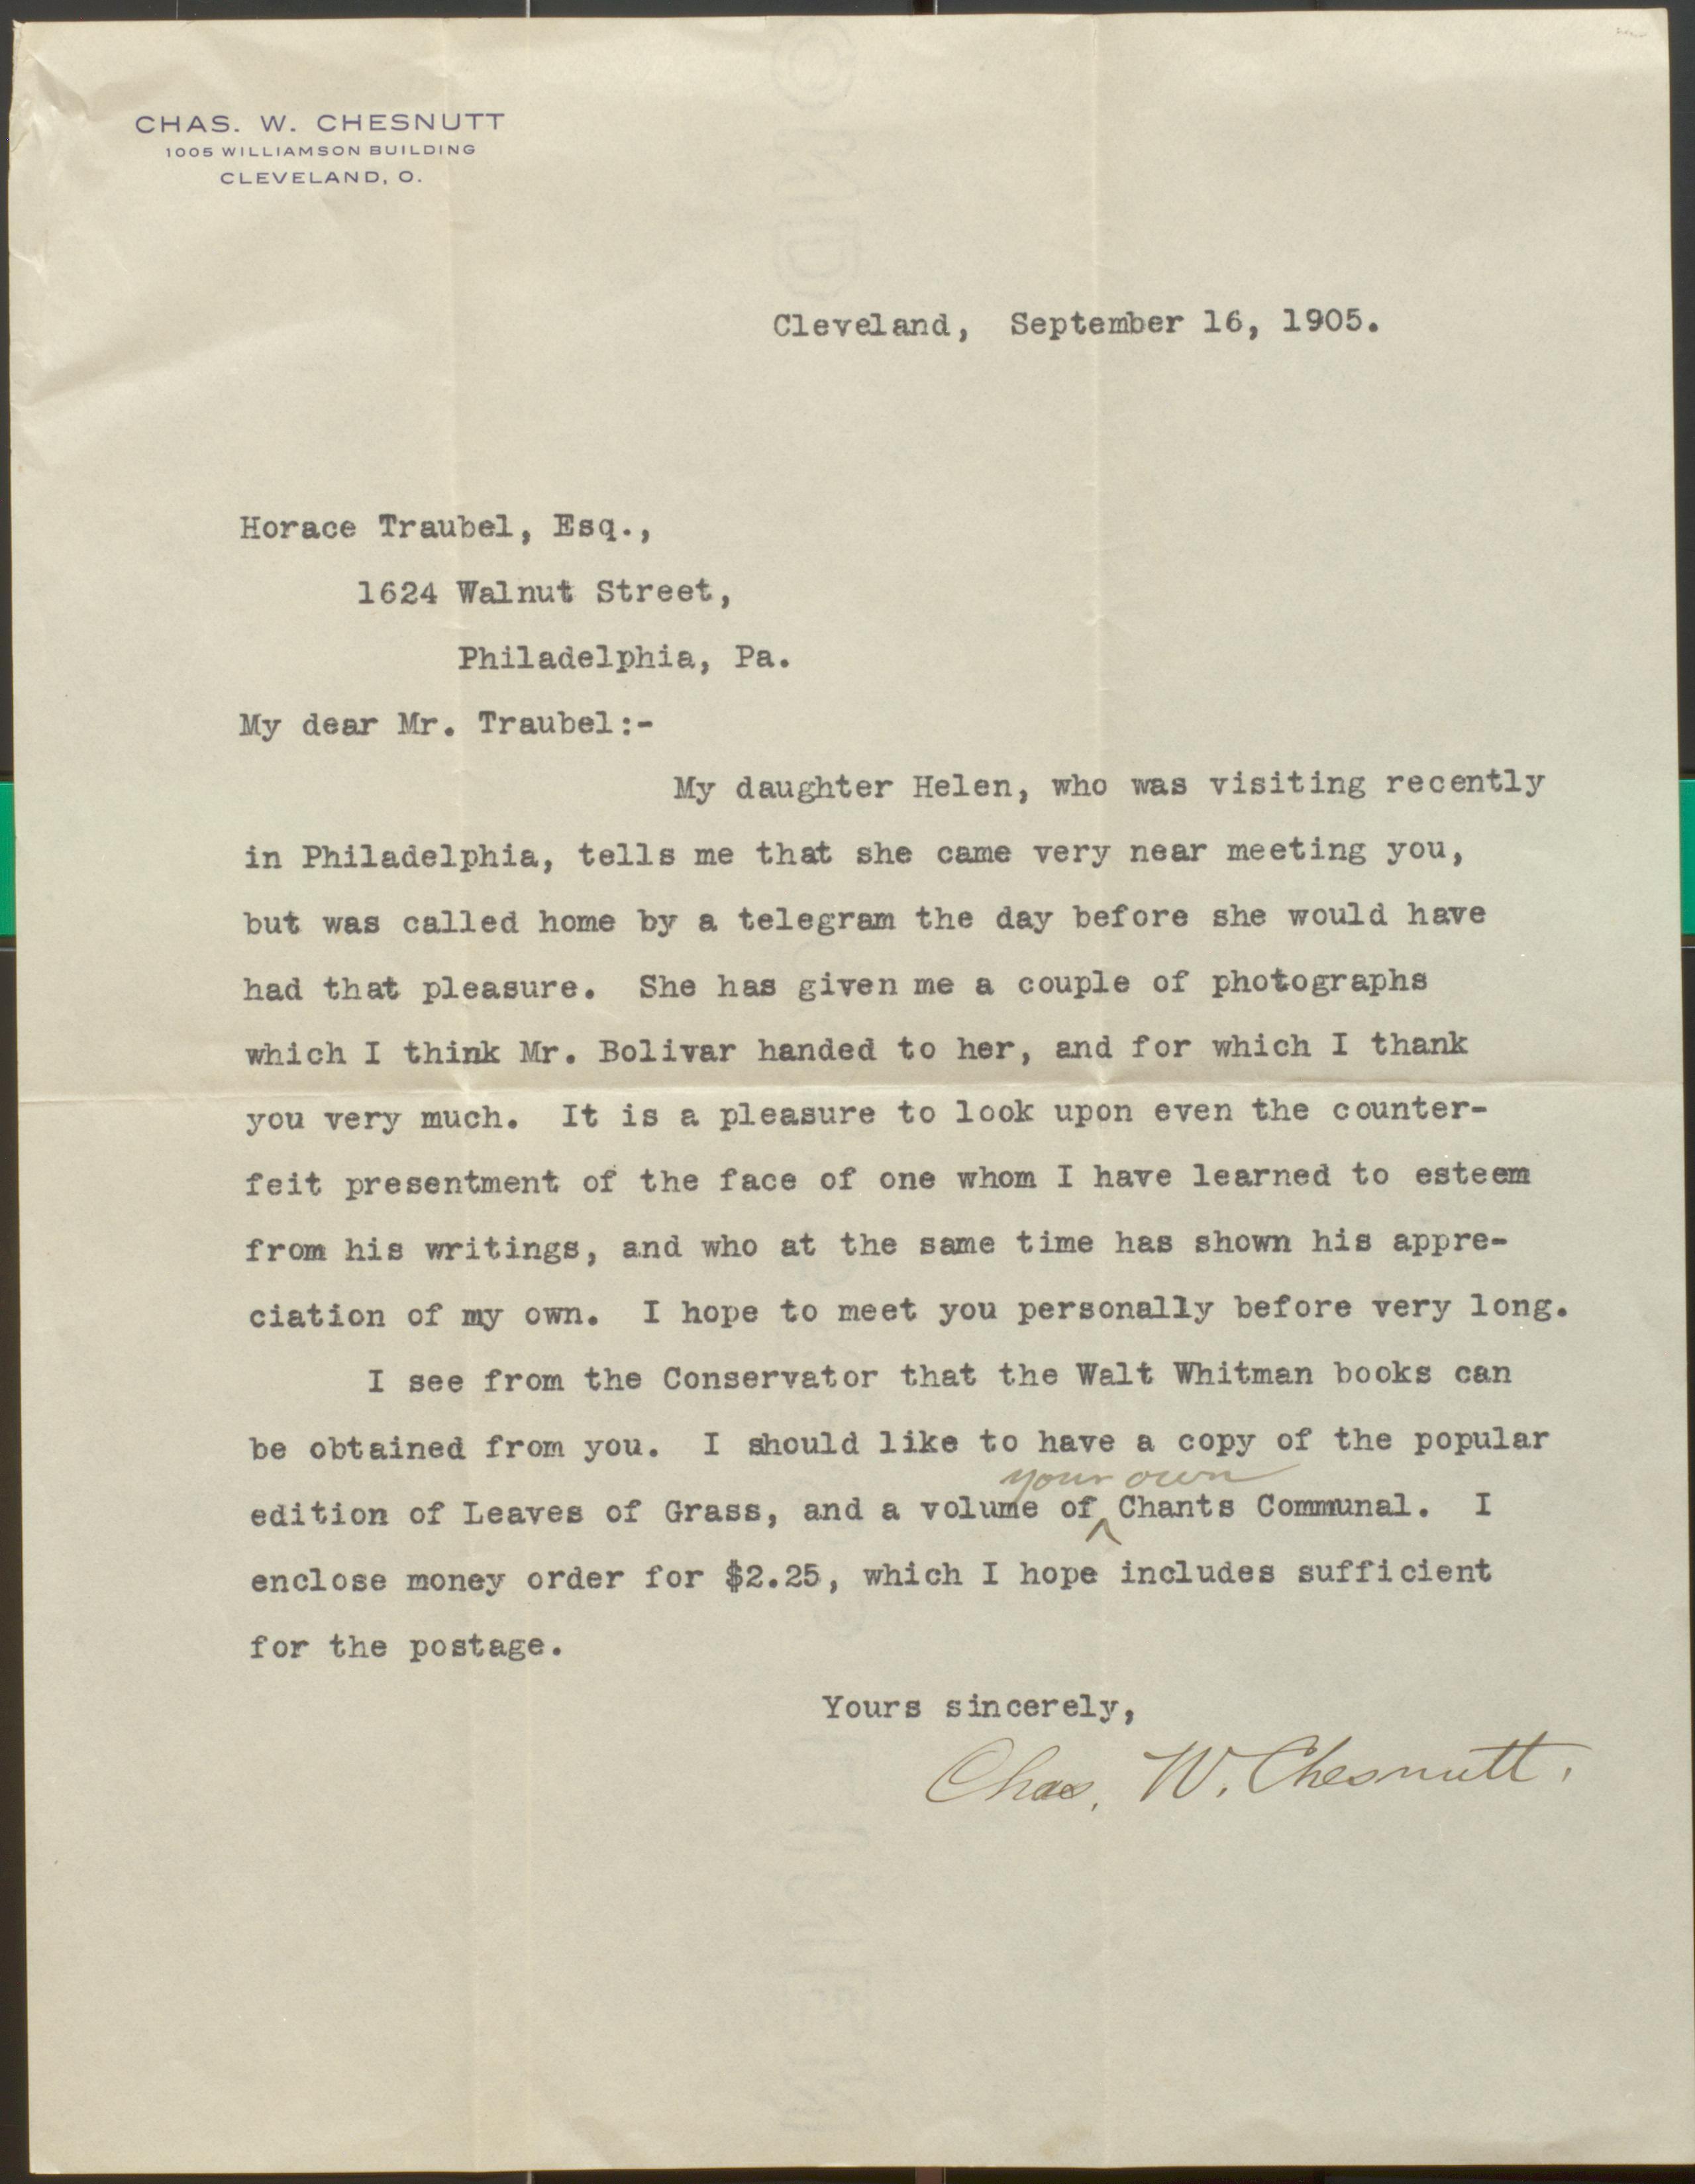 CHAS. W. CHESNUTT
1005 WILLIAMSON BUILDING
CLEVELAND, O.
Cleveland, September 16, 1905.
Horace Traubel, Esq.,
1624 Walnut Street,
Philadelphia, Pa.
My dear Mr. Traubel:-
My daughter Helen, who was visiting recently
in Philadelphia, tells me that she came very near meeting you,
but was called home by a telegram the day before she would have
had that pleasure. She has given me a couple of photographs
which I think Mr. Bolivar handed to her, and for which I thank
you very much. It is a pleasure to look upon even the counter-
feit presentment of the face of one whom I have learned to esteem
from his writings, and who at the same time has shown his appre-
ciation of my own. I hope to meet you personally before very long.
I see from the Conservator that the Walt Whitman books can
be obtained from you. I should like to have a copy of the popular
your own
edition of Leaves of Grass, and a volume of ‸ Chants Communal. I
enclose money order for $2.25, which I hope includes sufficient
for the postage.
Yours sincerely,
Chas. W. Chesnutt.